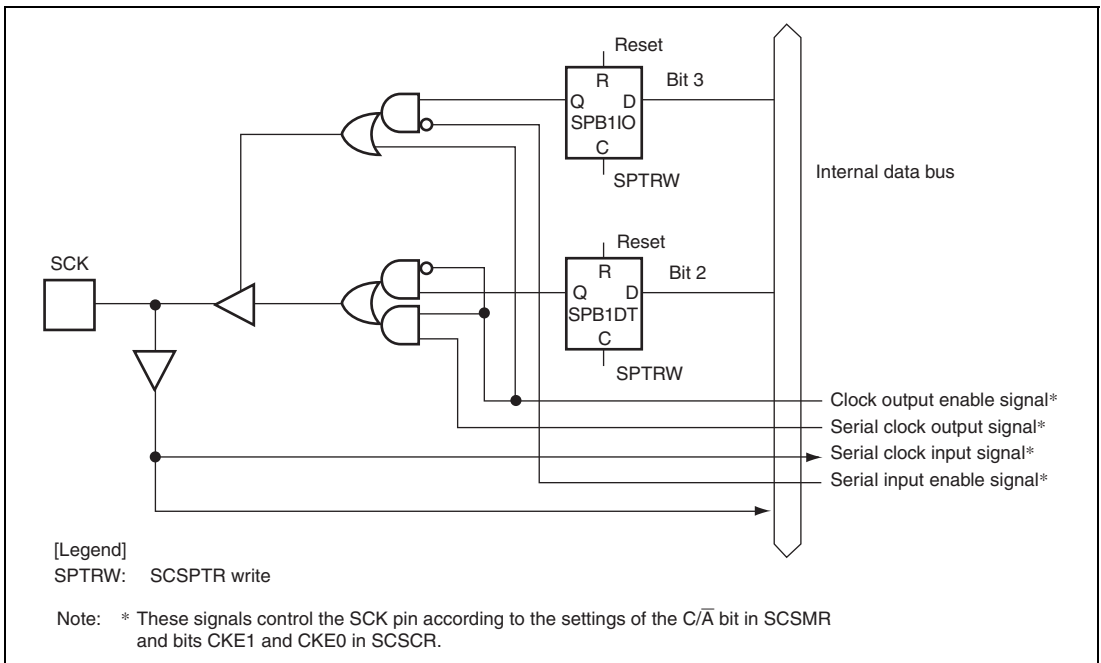 Reset
R
Bit 3
Q D
SPB1IO
C
SPTRW
Internal data bus
Reset
R
Bit 2
SCK
Q D
SPB1DT
C
SPTRW
Clock output enable signal*
Serial clock output signal*
Serial clock input signal*
Serial input enable signal*
[Legend]
SPTRW: SCSPTR write
Note: * These signals control the SCK pin according to the settings of the C/A̅ bit in SCSMR
and bits CKE1 and CKE0 in SCSCR.